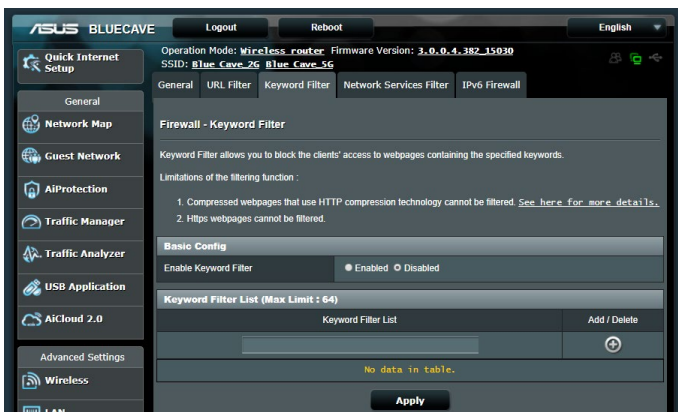 ASUS BLUECAVE
Logout
Reboot
English
Quick Internet
Setup
Operation Mode: Wireless router Firmware Version: 3.0.0.4.382_15030
SSID: Blue Cave_2G Blue Cave_5G
General
URL Filter
Keyword Filter
Network Services Filter
IPv6 Firewall
General
Network Map
Guest Network
AiProtection
Traffic Manager
Traffic Analyzer
USB Application
AiCloud 2.0
Advanced Settings
Wireless
LAN
Firewall - Keyword Filter
Keyword Filter allows you to block the clients' access to webpages containing the specified keywords.
Limitations of the filtering function :
1. Compressed webpages that use HTTP compression technology cannot be filtered. See here for more details.
2. Https webpages cannot be filtered.
Basic Config
Enable Keyword Filter
Enabled
Disabled
Keyword Filter List (Max Limit : 64)
Keyword Filter List
Add / Delete
No data in table.
Apply